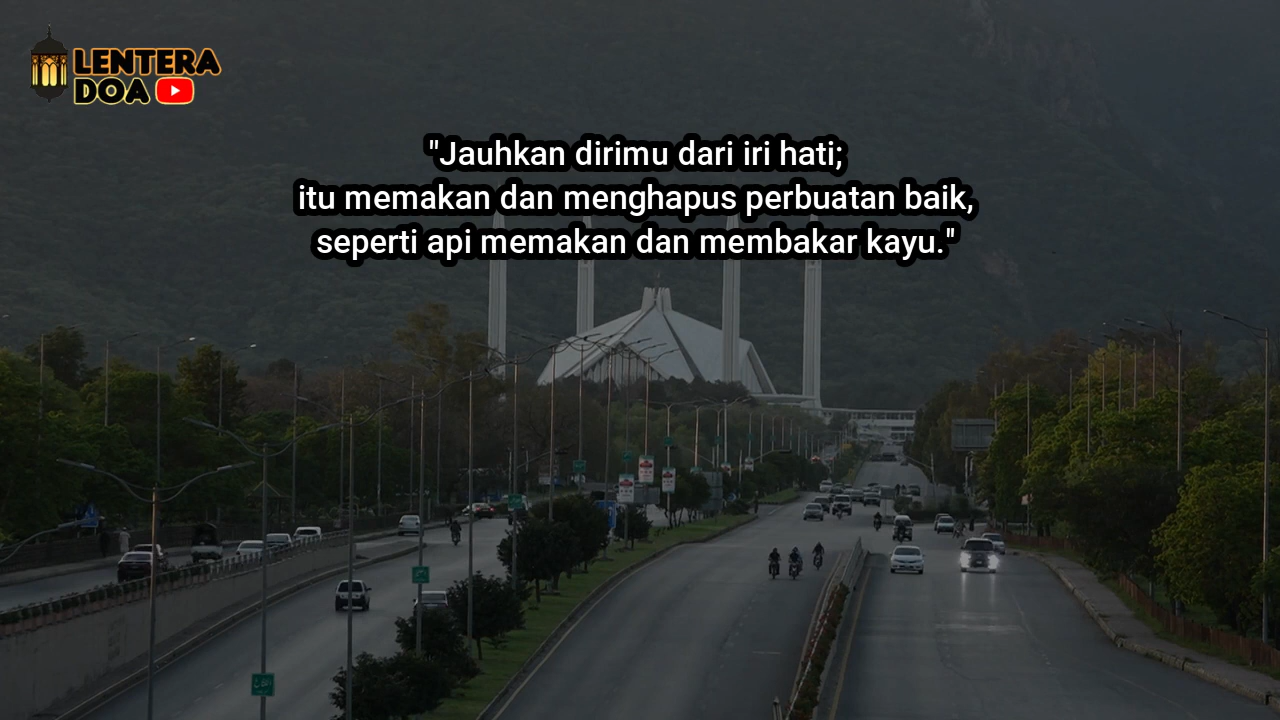 LENTERA
DOA
"Jauhkan dirimu dari iri hati;
itu memakan dan menghapus perbuatan baik,
seperti api memakan dan membakar kayu."